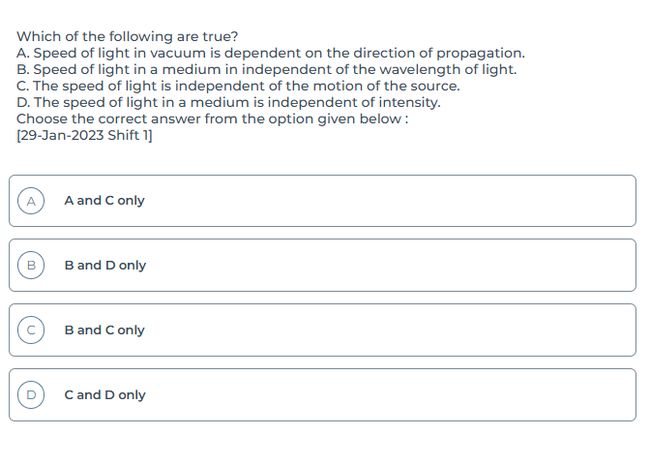 Which of the following are true?
A. Speed of light in vacuum is dependent on the direction of propagation.
B. Speed of light in a medium in independent of the wavelength of light.
C. The speed of light is independent of the motion of the source.
D. The speed of light in a medium is independent of intensity.
Choose the correct answer from the option given below :
[29-Jan-2023 Shift 1]
A A and C only
B B and D only
C B and C only
D C and D only